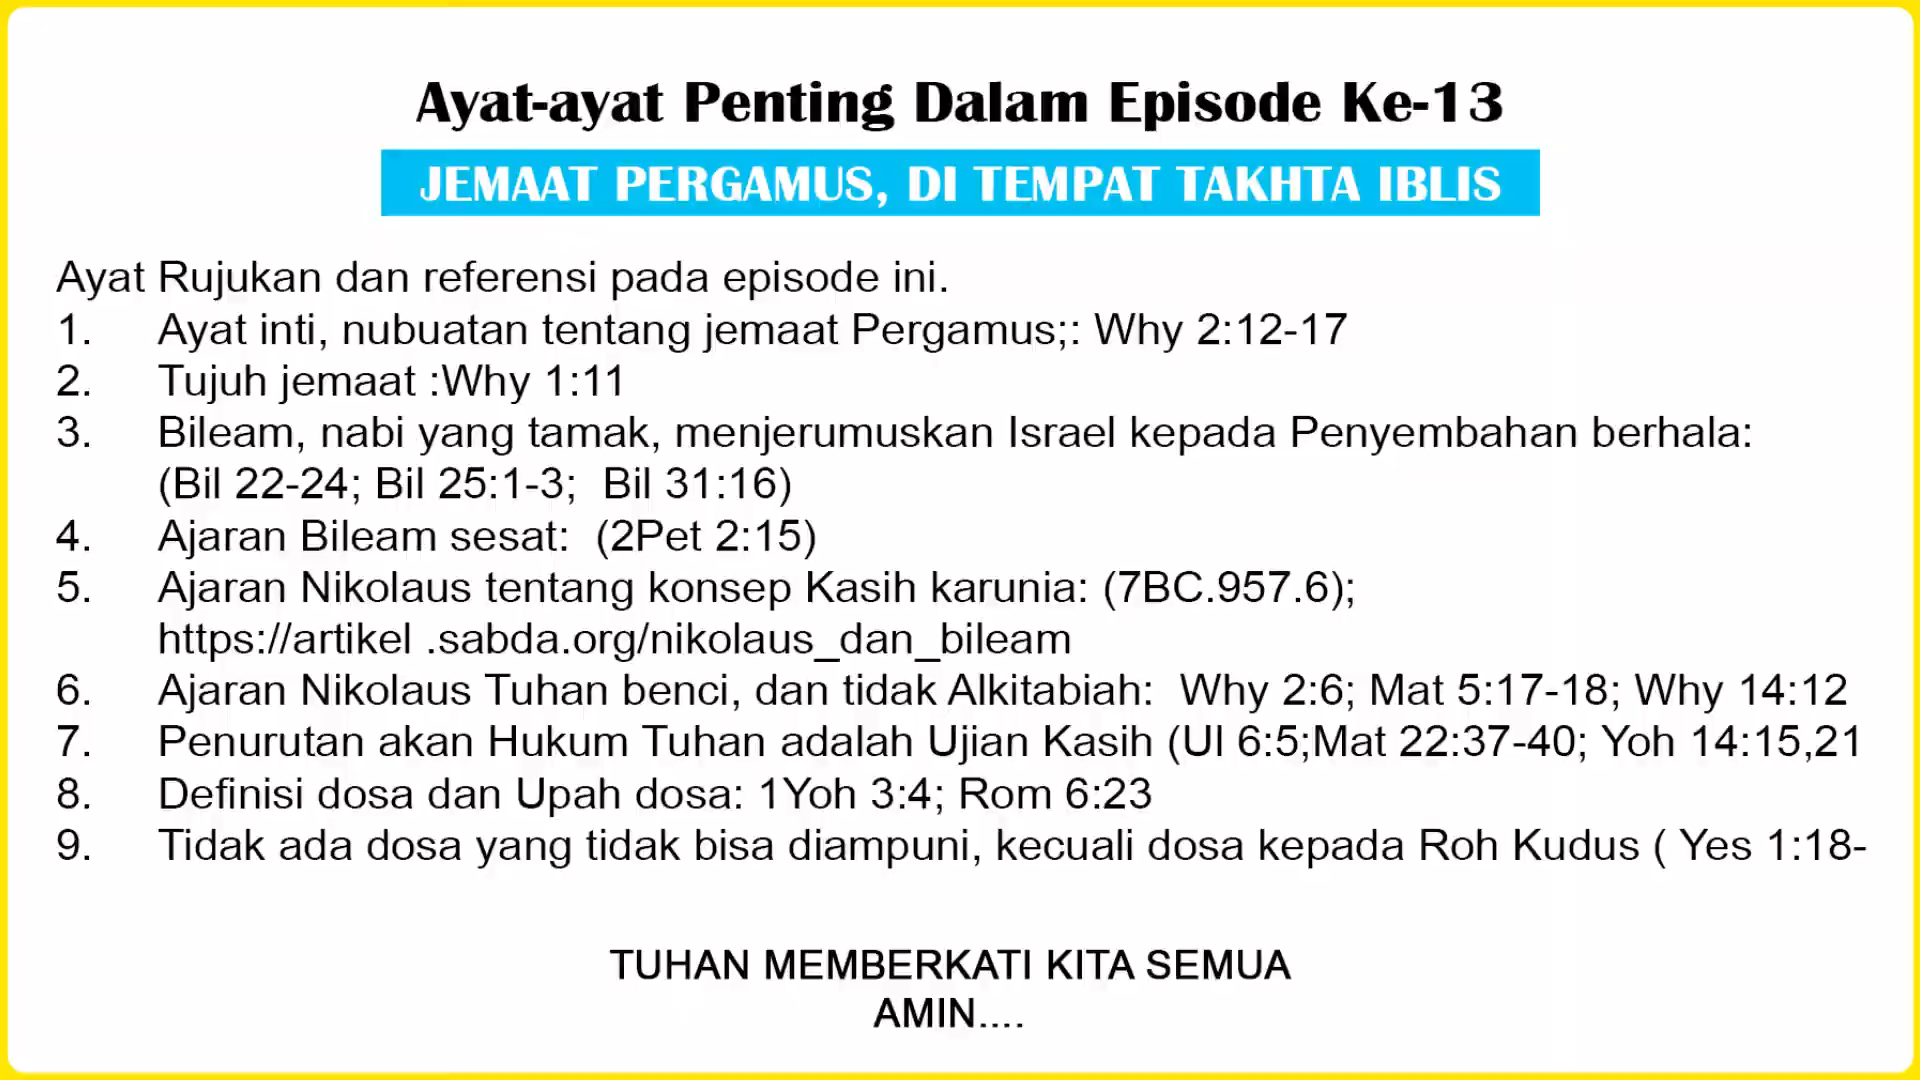 Ayat-ayat Penting Dalam Episode Ke-13
JEMAAT PERGAMUS, DI TEMPAT TAKHTA IBLIS
Ayat Rujukan dan referensi pada episode ini.
1. Ayat inti, nubuatan tentang jemaat Pergamus;: Why 2:12-17
2. Tujuh jemaat :Why 1:11
3. Bileam, nabi yang tamak, menjerumuskan Israel kepada Penyembahan berhala:
(Bil 22-24; Bil 25:1-3; Bil 31:16)
4. Ajaran Bileam sesat: (2Pet 2:15)
5. Ajaran Nikolaus tentang konsep Kasih karunia: (7BC.957.6);
https://artikel .sabda.org/nikolaus_dan_bileam
6. Ajaran Nikolaus Tuhan benci, dan tidak Alkitabiah: Why 2:6; Mat 5:17-18; Why 14:12
7. Penurutan akan Hukum Tuhan adalah Ujian Kasih (Ul 6:5;Mat 22:37-40; Yoh 14:15,21
8. Definisi dosa dan Upah dosa: 1Yoh 3:4; Rom 6:23
9. Tidak ada dosa yang tidak bisa diampuni, kecuali dosa kepada Roh Kudus ( Yes 1:18-
TUHAN MEMBERKATI KITA SEMUA
AMIN....